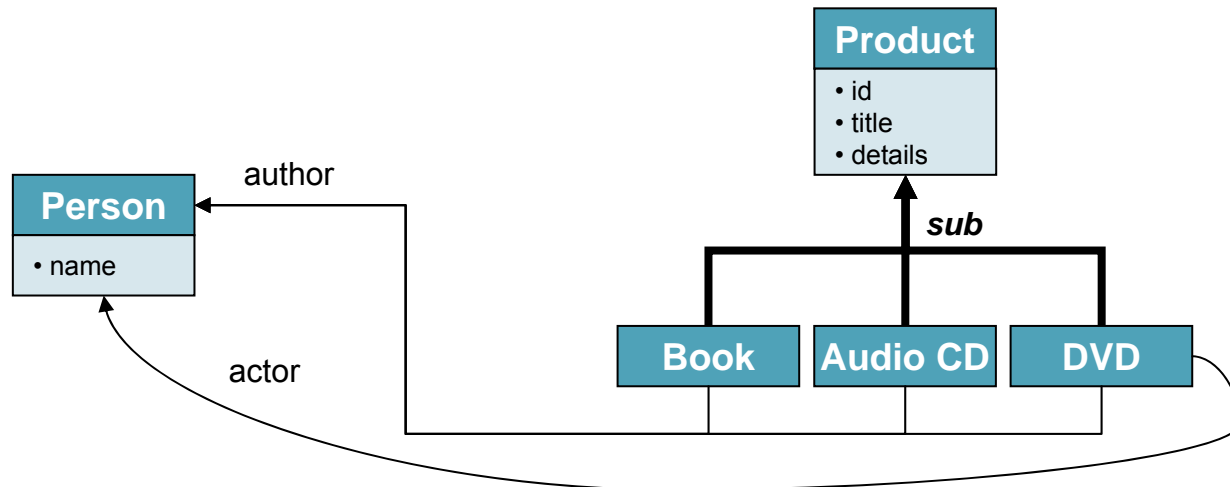 Product
• id
• title
• details
author
Person
• name
sub
Book
Audio CD
DVD
actor